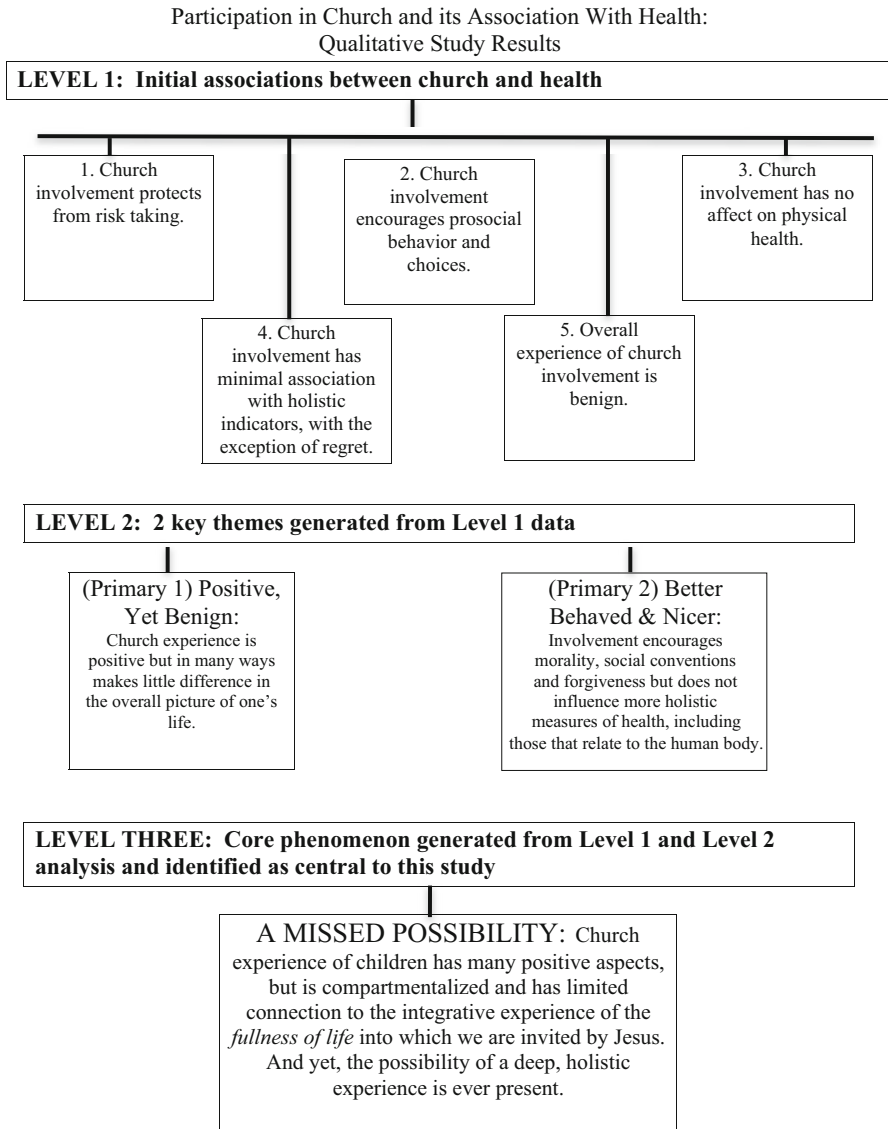 Participation in Church and its Association With Health:
Qualitative Study Results
LEVEL 1:  Initial associations between church and health
1. Church
involvement protects
from risk taking.
2. Church
involvement
encourages prosocial
behavior and
choices.
3. Church
involvement has no
affect on physical
health.
4. Church
involvement has
minimal association
with holistic
indicators, with the
exception of regret.
5. Overall
experience of church
involvement is
benign.
LEVEL 2:  2 key themes generated from Level 1 data
(Primary 1) Positive,
Yet Benign:
Church experience is
positive but in many ways
makes little difference in
the overall picture of one’s
life.
(Primary 2) Better
Behaved & Nicer:
Involvement encourages
morality, social conventions
and forgiveness but does not
influence more holistic
measures of health, including
those that relate to the human body.
LEVEL THREE:  Core phenomenon generated from Level 1 and Level 2
analysis and identified as central to this study
A MISSED POSSIBILITY: Church
experience of children has many positive aspects,
but is compartmentalized and has limited
connection to the integrative experience of the
fullness of life into which we are invited by Jesus.
And yet, the possibility of a deep, holistic
experience is ever present.